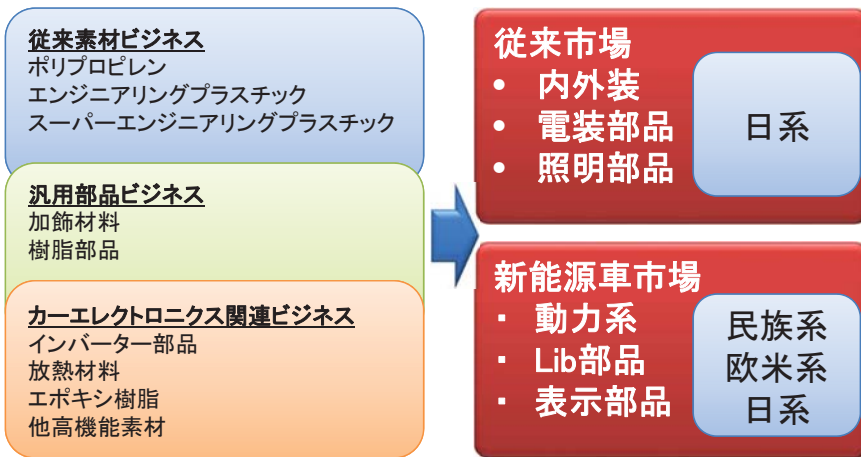 従来素材ビジネス
ポリプロピレン
エンジニアリングプラスチック
スーパーエンジニアリングプラスチック
汎用部品ビジネス
加飾材料
樹脂部品
カーエレクトロニクス関連ビジネス
インバーター部品
放熱材料
エポキシ樹脂
他高機能素材
従来市場
• 内外装
• 電装部品
• 照明部品
日系
新能源車市場
▪ 動力系
▪ Lib部品
▪ 表示部品
民族系
欧米系
日系